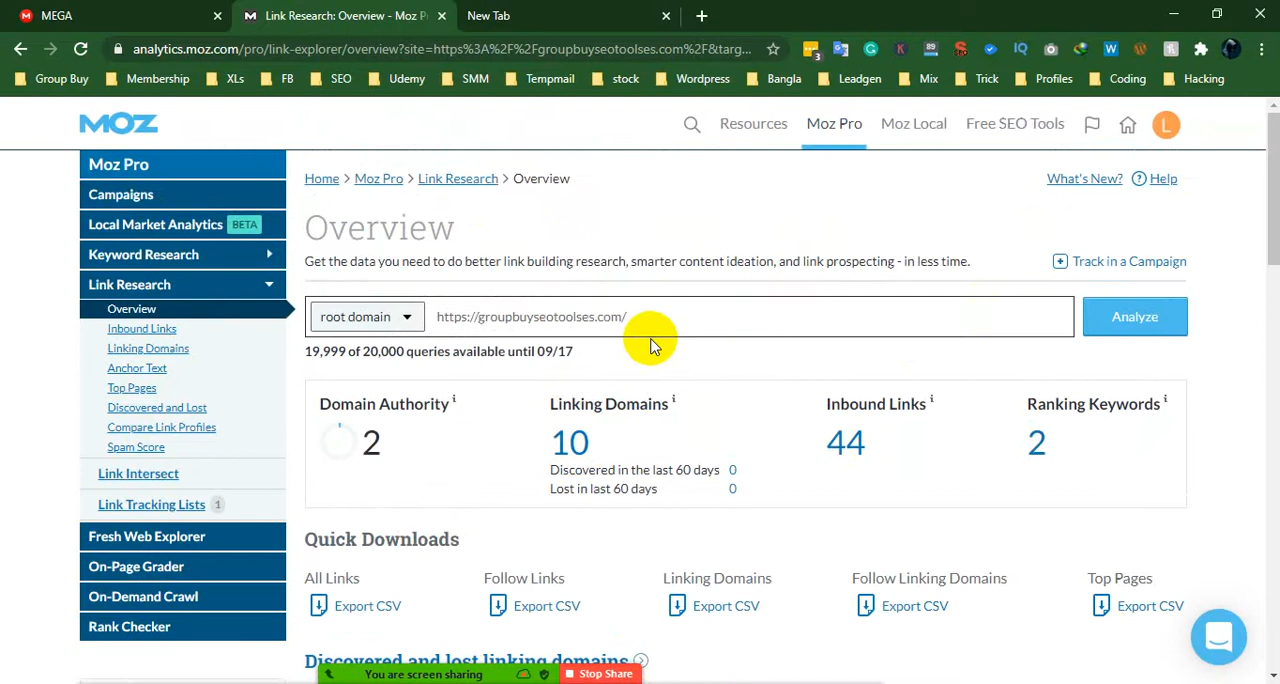 MEGA
Link Research: Overview - Moz P
New Tab
analytics.moz.com/pro/link-explorer/overview?site=https%3A%2F%2Fgroupbuyseotoolses.com%2F&targ...
3
89
IQ
W
Group Buy
Membership
XLs
FB
SEO
Udemy
SMM
Tempmail
stock
Wordpress
Bangla
Leadgen
Mix
Trick
Profiles
Coding
Hacking
MOZ
Resources
Moz Pro
Moz Local
Free SEO Tools
L
Moz Pro
Campaigns
Local Market Analytics BETA
Keyword Research
Link Research
Overview
Inbound Links
Linking Domains
Anchor Text
Top Pages
Discovered and Lost
Compare Link Profiles
Spam Score
Link Intersect
Link Tracking Lists 1
Fresh Web Explorer
On-Page Grader
On-Demand Crawl
Rank Checker
Home > Moz Pro > Link Research > Overview
What's New?
? Help
Overview
Get the data you need to do better link building research, smarter content ideation, and link prospecting - in less time.
Track in a Campaign
root domain
https://groupbuyseotoolses.com/
Analyze
19,999 of 20,000 queries available until 09/17
Domain Authority i
2
Linking Domains i
10
Discovered in the last 60 days 0
Lost in last 60 days 0
Inbound Links i
44
Ranking Keywords i
2
Quick Downloads
All Links
Export CSV
Follow Links
Export CSV
Linking Domains
Export CSV
Follow Linking Domains
Export CSV
Top Pages
Export CSV
Discovered and lost linking domains
You are screen sharing
Stop Share